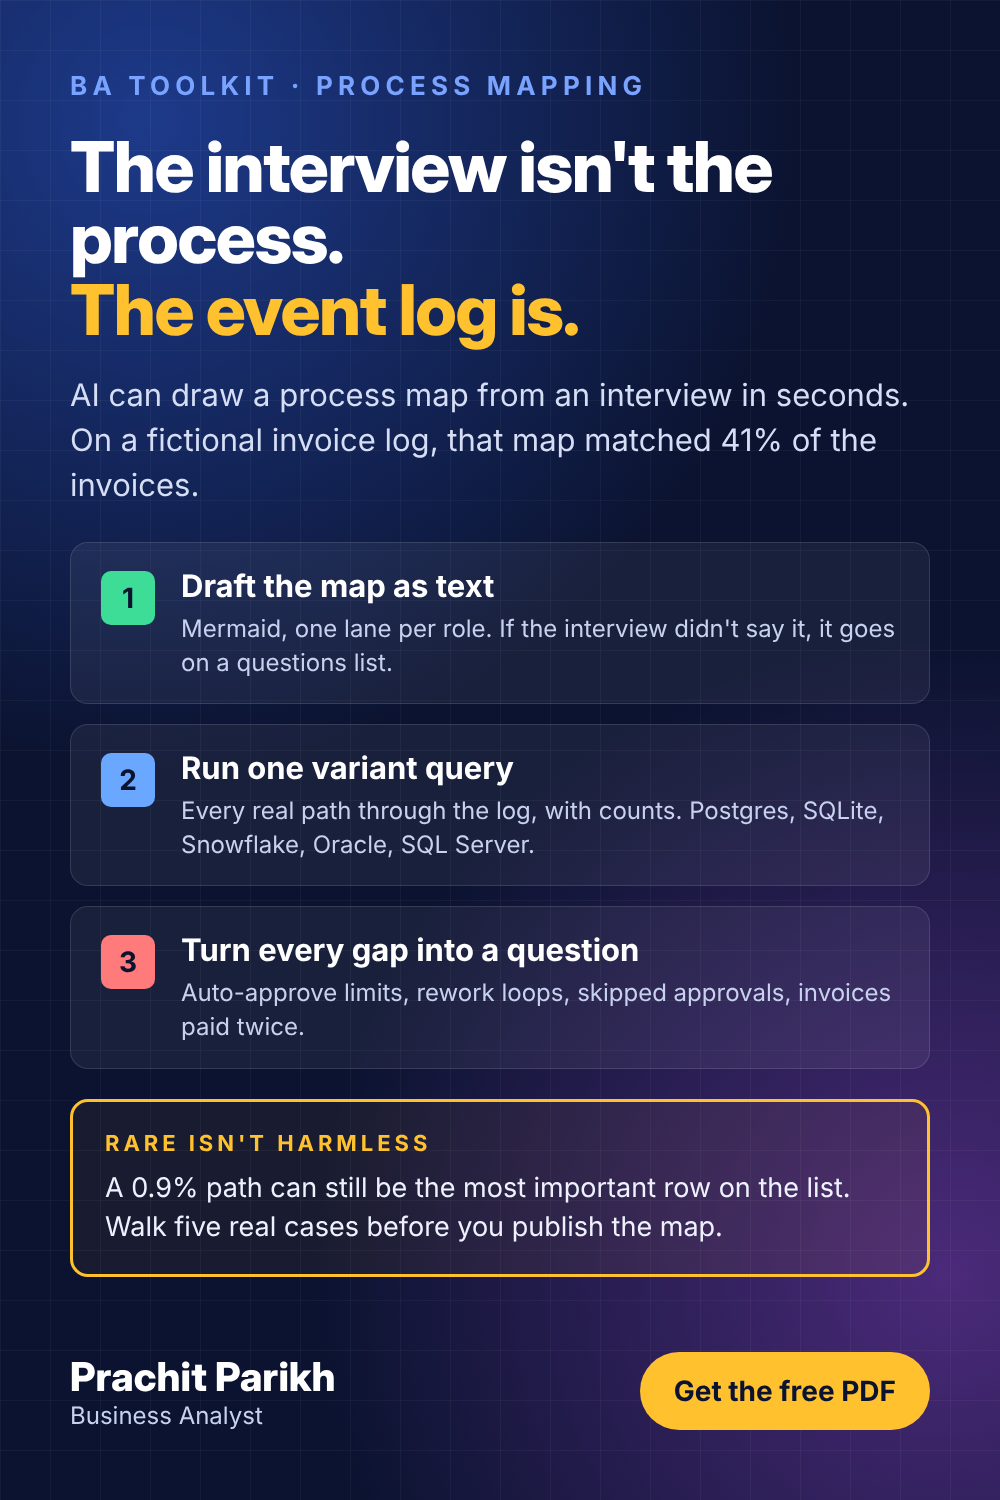 BA TOOLKIT · PROCESS MAPPING
The interview isn't the
process.
The event log is.
AI can draw a process map from an interview in seconds.
On a fictional invoice log, that map matched 41% of the
invoices.
1
Draft the map as text
Mermaid, one lane per role. If the interview didn't say it, it goes
on a questions list.
2
Run one variant query
Every real path through the log, with counts. Postgres, SQLite,
Snowflake, Oracle, SQL Server.
3
Turn every gap into a question
Auto-approve limits, rework loops, skipped approvals, invoices
paid twice.
RARE ISN'T HARMLESS
A 0.9% path can still be the most important row on the list.
Walk five real cases before you publish the map.
Prachit Parikh
Business Analyst
Get the free PDF